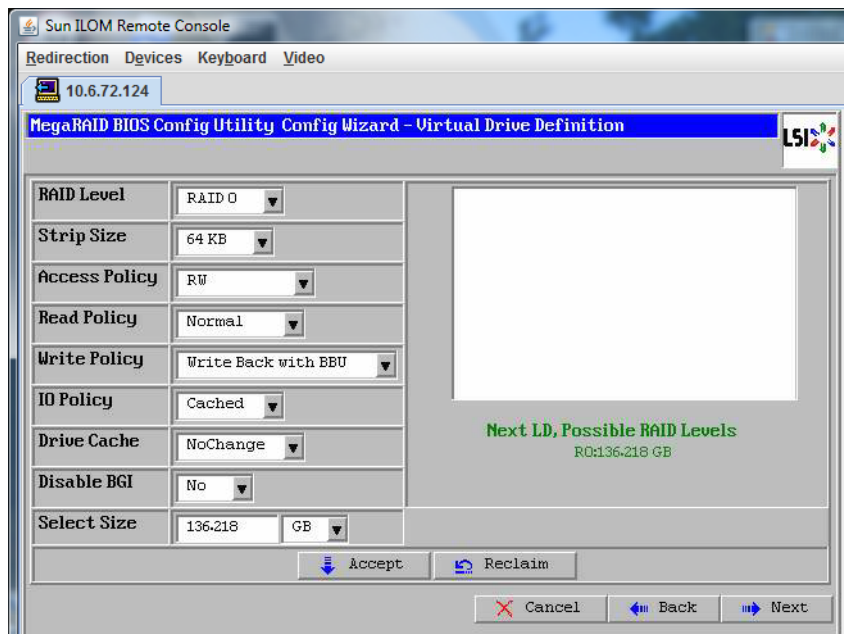 Sun ILOM Remote Console
Redirection Devices Keyboard Video
10.6.72.124
MegaRAID BIOS Config Utility Config Wizard - Virtual Drive Definition
LSI
RAID Level RAID 0
Strip Size 64 KB
Access Policy RW
Read Policy Normal
Write Policy Write Back with BBU
IO Policy Cached
Drive Cache NoChange
Disable BGI No
Select Size 136.218 GB
Next LD, Possible RAID Levels
R0:136.218 GB
Accept Reclaim
Cancel Back Next